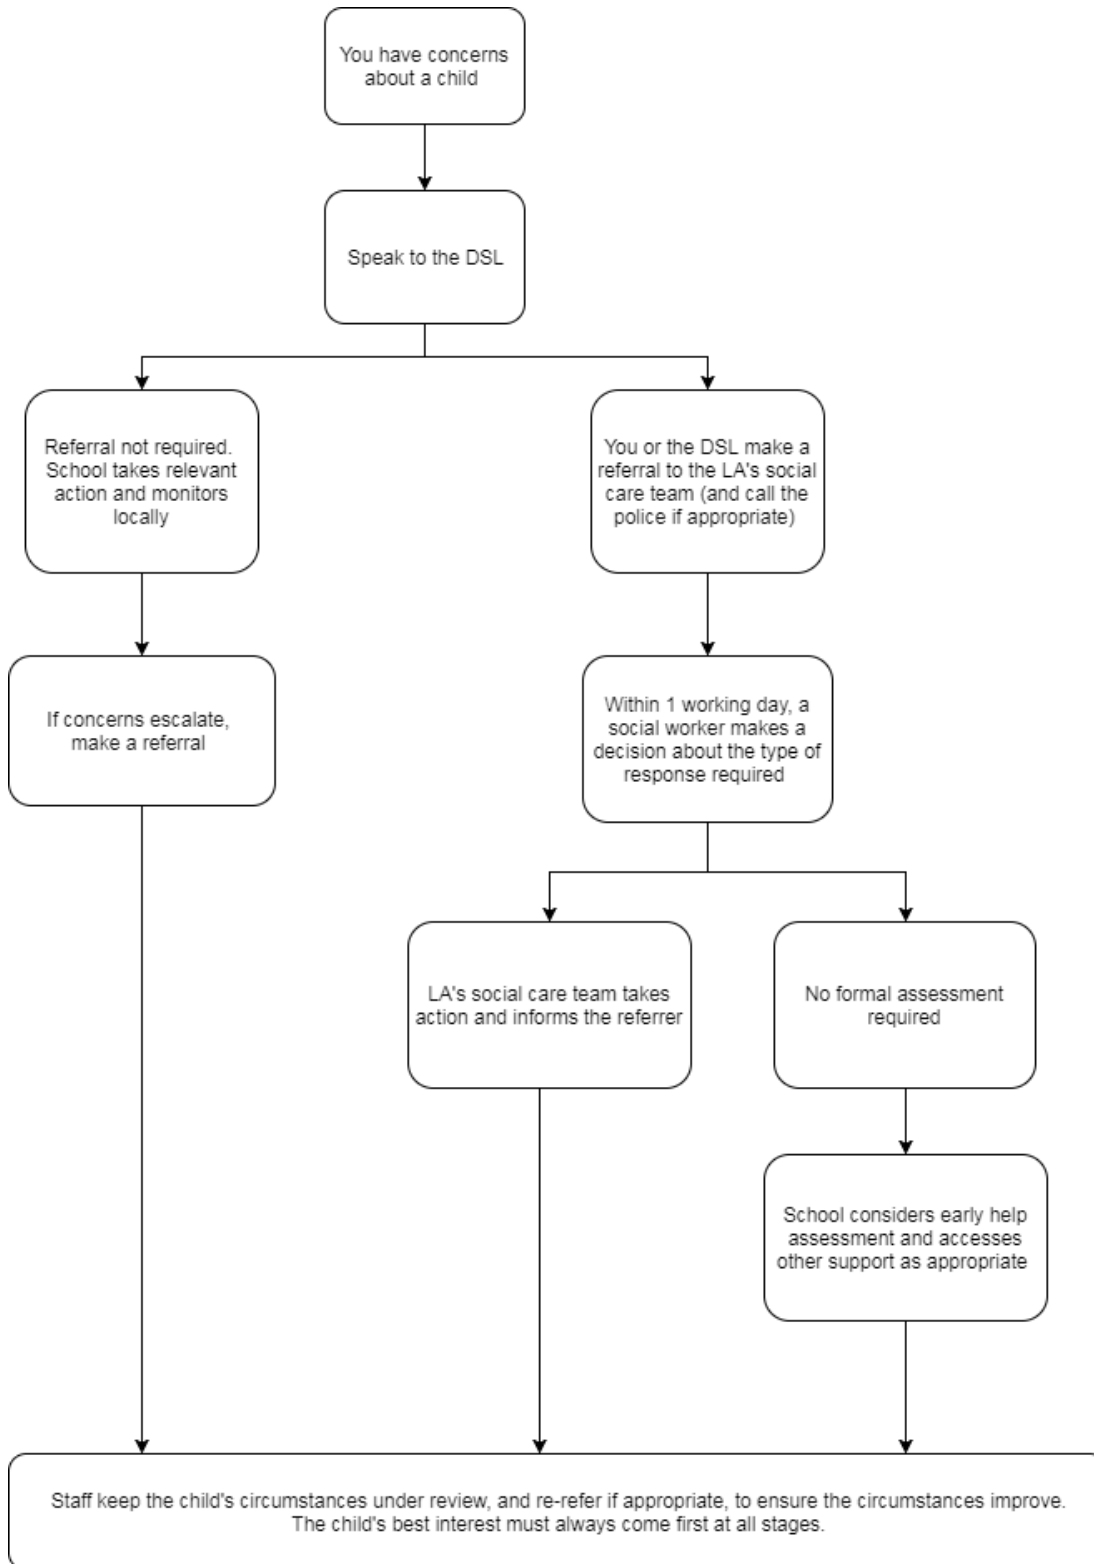 You have concerns
about a child
Speak to the DSL
Referral not required.
School takes relevant
action and monitors
locally
You or the DSL make a
referral to the LA's social
care team (and call the
police if appropriate)
If concerns escalate,
make a referral
Within 1 working day, a
social worker makes a
decision about the type of
response required
LA's social care team takes
action and informs the referrer
No formal assessment
required
School considers early help
assessment and accesses
other support as appropriate
Staff keep the child's circumstances under review, and re-refer if appropriate, to ensure the circumstances improve.
The child's best interest must always come first at all stages.